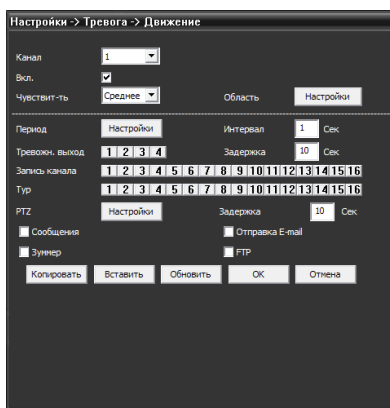 Настройки -> Тревога -> Движение
Канал 1
Вкл.
Чувствит-ть Среднее Область Настройки
Период Настройки Интервал 1 Сек
Тревожн. выход 1 2 3 4 Задержка 10 Сек
Запись канала 1 2 3 4 5 6 7 8 9 10 11 12 13 14 15 16
Тур 1 2 3 4 5 6 7 8 9 10 11 12 13 14 15 16
PTZ Настройки Задержка 10 Сек
Сообщения Отправка E-mail
Зуммер FTP
Копировать Вставить Обновить OK Отмена